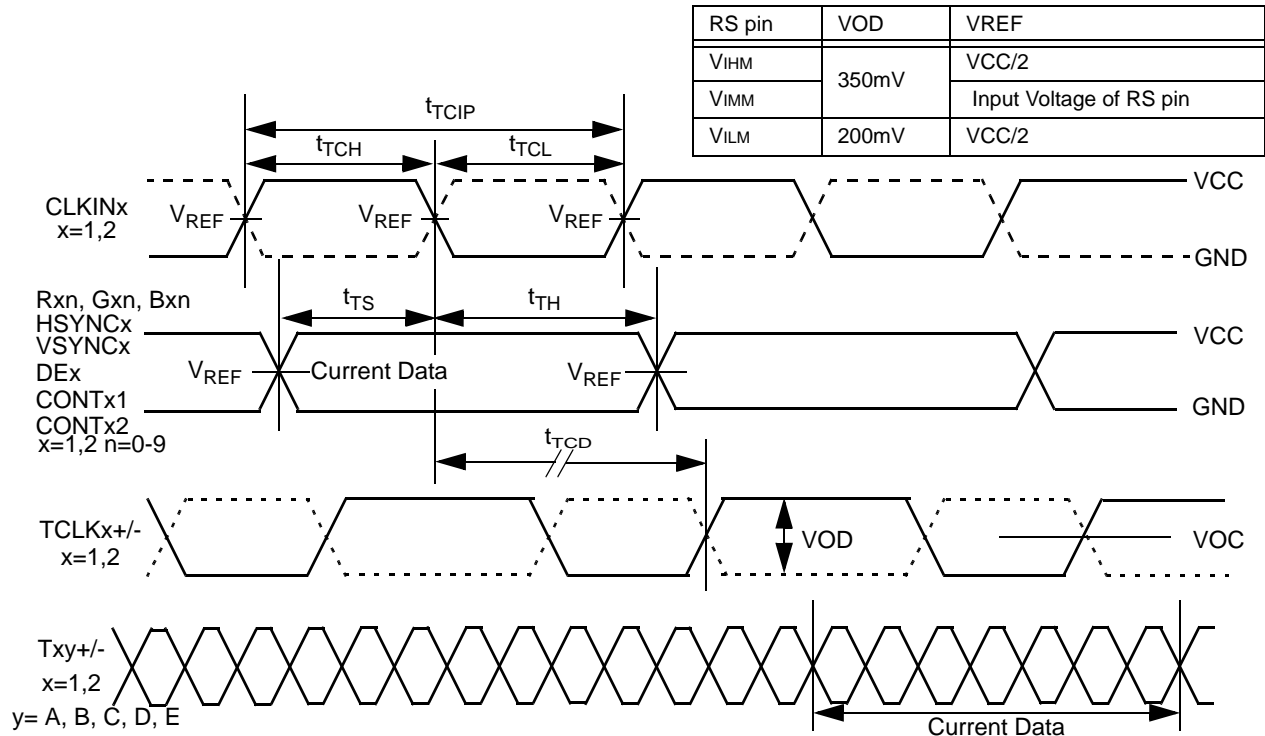 RS pin VOD VREF
VIHM 350mV VCC/2
VIMM Input Voltage of RS pin
VILM 200mV VCC/2
tTCIP
tTCH tTCL
CLKINx
x=1,2
VREF VREF VREF
VCC
GND
Rxn, Gxn, Bxn
HSYNCx
VSYNCx
DEx
CONTx1
CONTx2
x=1,2 n=0-9
tTS tTH
VREF Current Data VREF
VCC
GND
tTCD
TCLKx+/-
x=1,2
VOD
VOC
Txy+/-
x=1,2
y= A, B, C, D, E
Current Data